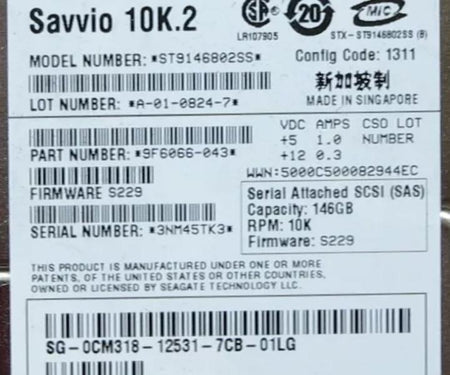 Savvio 10K.2
SA
LR107905
20
MIC
STX-ST9146802SS (B)
MODEL NUMBER: *ST9146802SS*
Config Code: 1311
新加坡制
LOT NUMBER: *A-01-0824-7*
MADE IN SINGAPORE
VDC AMPS CSO LOT
+5 1.0 NUMBER
+12 0.3
PART NUMBER: *9F6066-043*
WWN:5000C500082944EC
FIRMWARE S229
Serial Attached SCSI (SAS)
Capacity: 146GB
RPM: 10K
Firmware: S229
SERIAL NUMBER: *3NM45TK3*
THIS PRODUCT IS MANUFACTURED UNDER ONE OR MORE
PATENTS, OF THE UNITED STATES OR OTHER COUNTRIES,
OWNED OR LICENSED BY SEAGATE TECHNOLOGY LLC.
SG-0CM318-12531-7CB-01LG